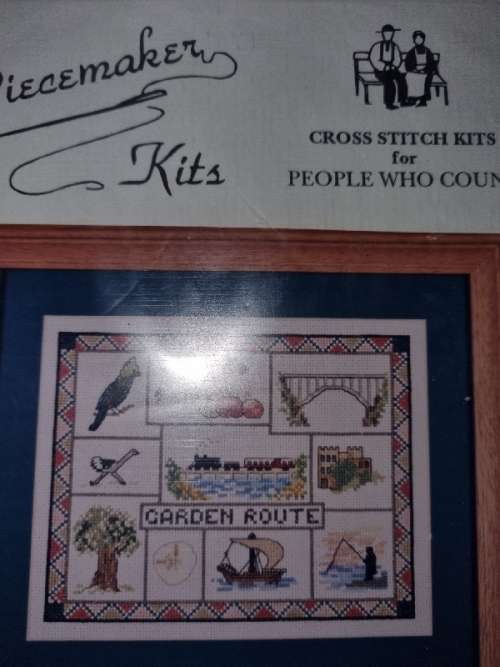 Piecemaker
Kits
CROSS STITCH KITS
for
PEOPLE WHO COUN
GARDEN ROUTE